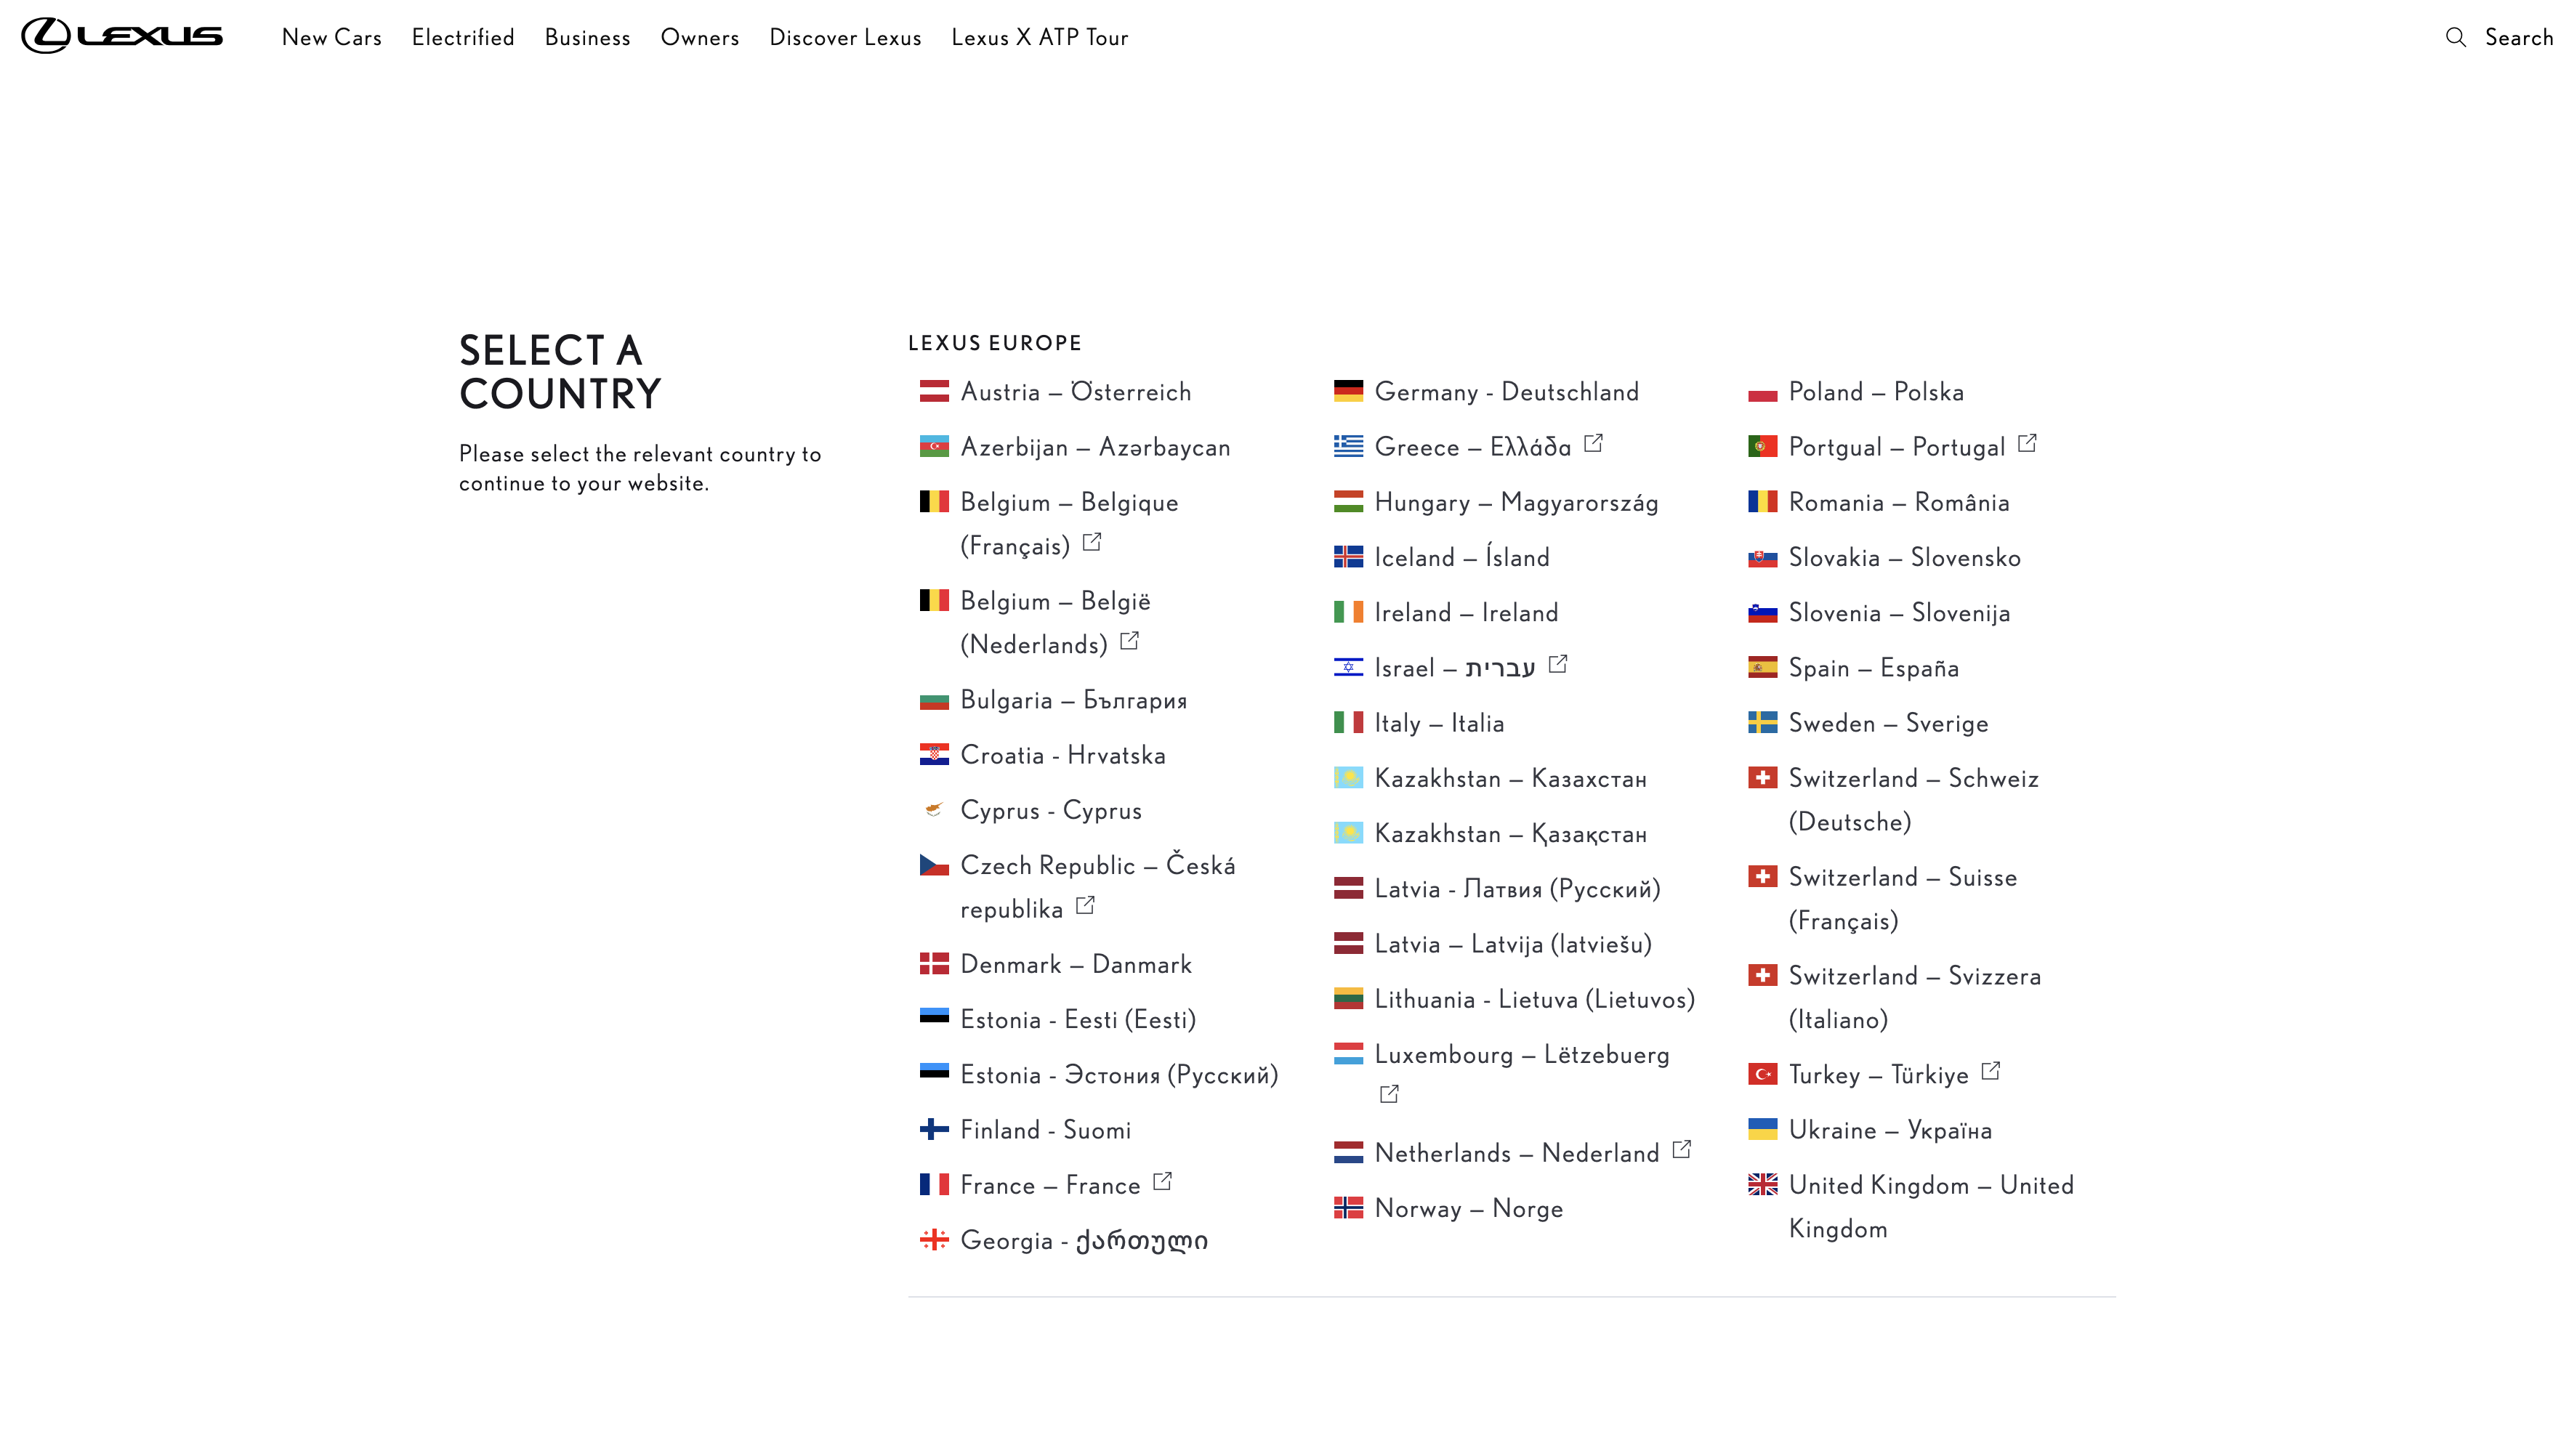 LEXUS
New Cars
Electrified
Business
Owners
Discover Lexus
Lexus X ATP Tour
Search
SELECT A
COUNTRY
Please select the relevant country to
continue to your website.
LEXUS EUROPE
Austria – Österreich
Azerbijan – Azərbaycan
Belgium – Belgique
(Français)
Belgium – België
(Nederlands)
Bulgaria – България
Croatia - Hrvatska
Cyprus - Cyprus
Czech Republic – Česká
republika
Denmark – Danmark
Estonia - Eesti (Eesti)
Estonia - Эстония (Русский)
Finland - Suomi
France – France
Georgia - ქართული
Germany - Deutschland
Greece – Ελλάδα
Hungary – Magyarország
Iceland – Ísland
Ireland – Ireland
Israel – עברית
Italy – Italia
Kazakhstan – Казахстан
Kazakhstan – Қазақстан
Latvia - Латвия (Русский)
Latvia – Latvija (latviešu)
Lithuania - Lietuva (Lietuvos)
Luxembourg – Lëtzebuerg
Netherlands – Nederland
Norway – Norge
Poland – Polska
Portgual – Portugal
Romania – România
Slovakia – Slovensko
Slovenia – Slovenija
Spain – España
Sweden – Sverige
Switzerland – Schweiz
(Deutsche)
Switzerland – Suisse
(Français)
Switzerland – Svizzera
(Italiano)
Turkey – Türkiye
Ukraine – Україна
United Kingdom – United
Kingdom